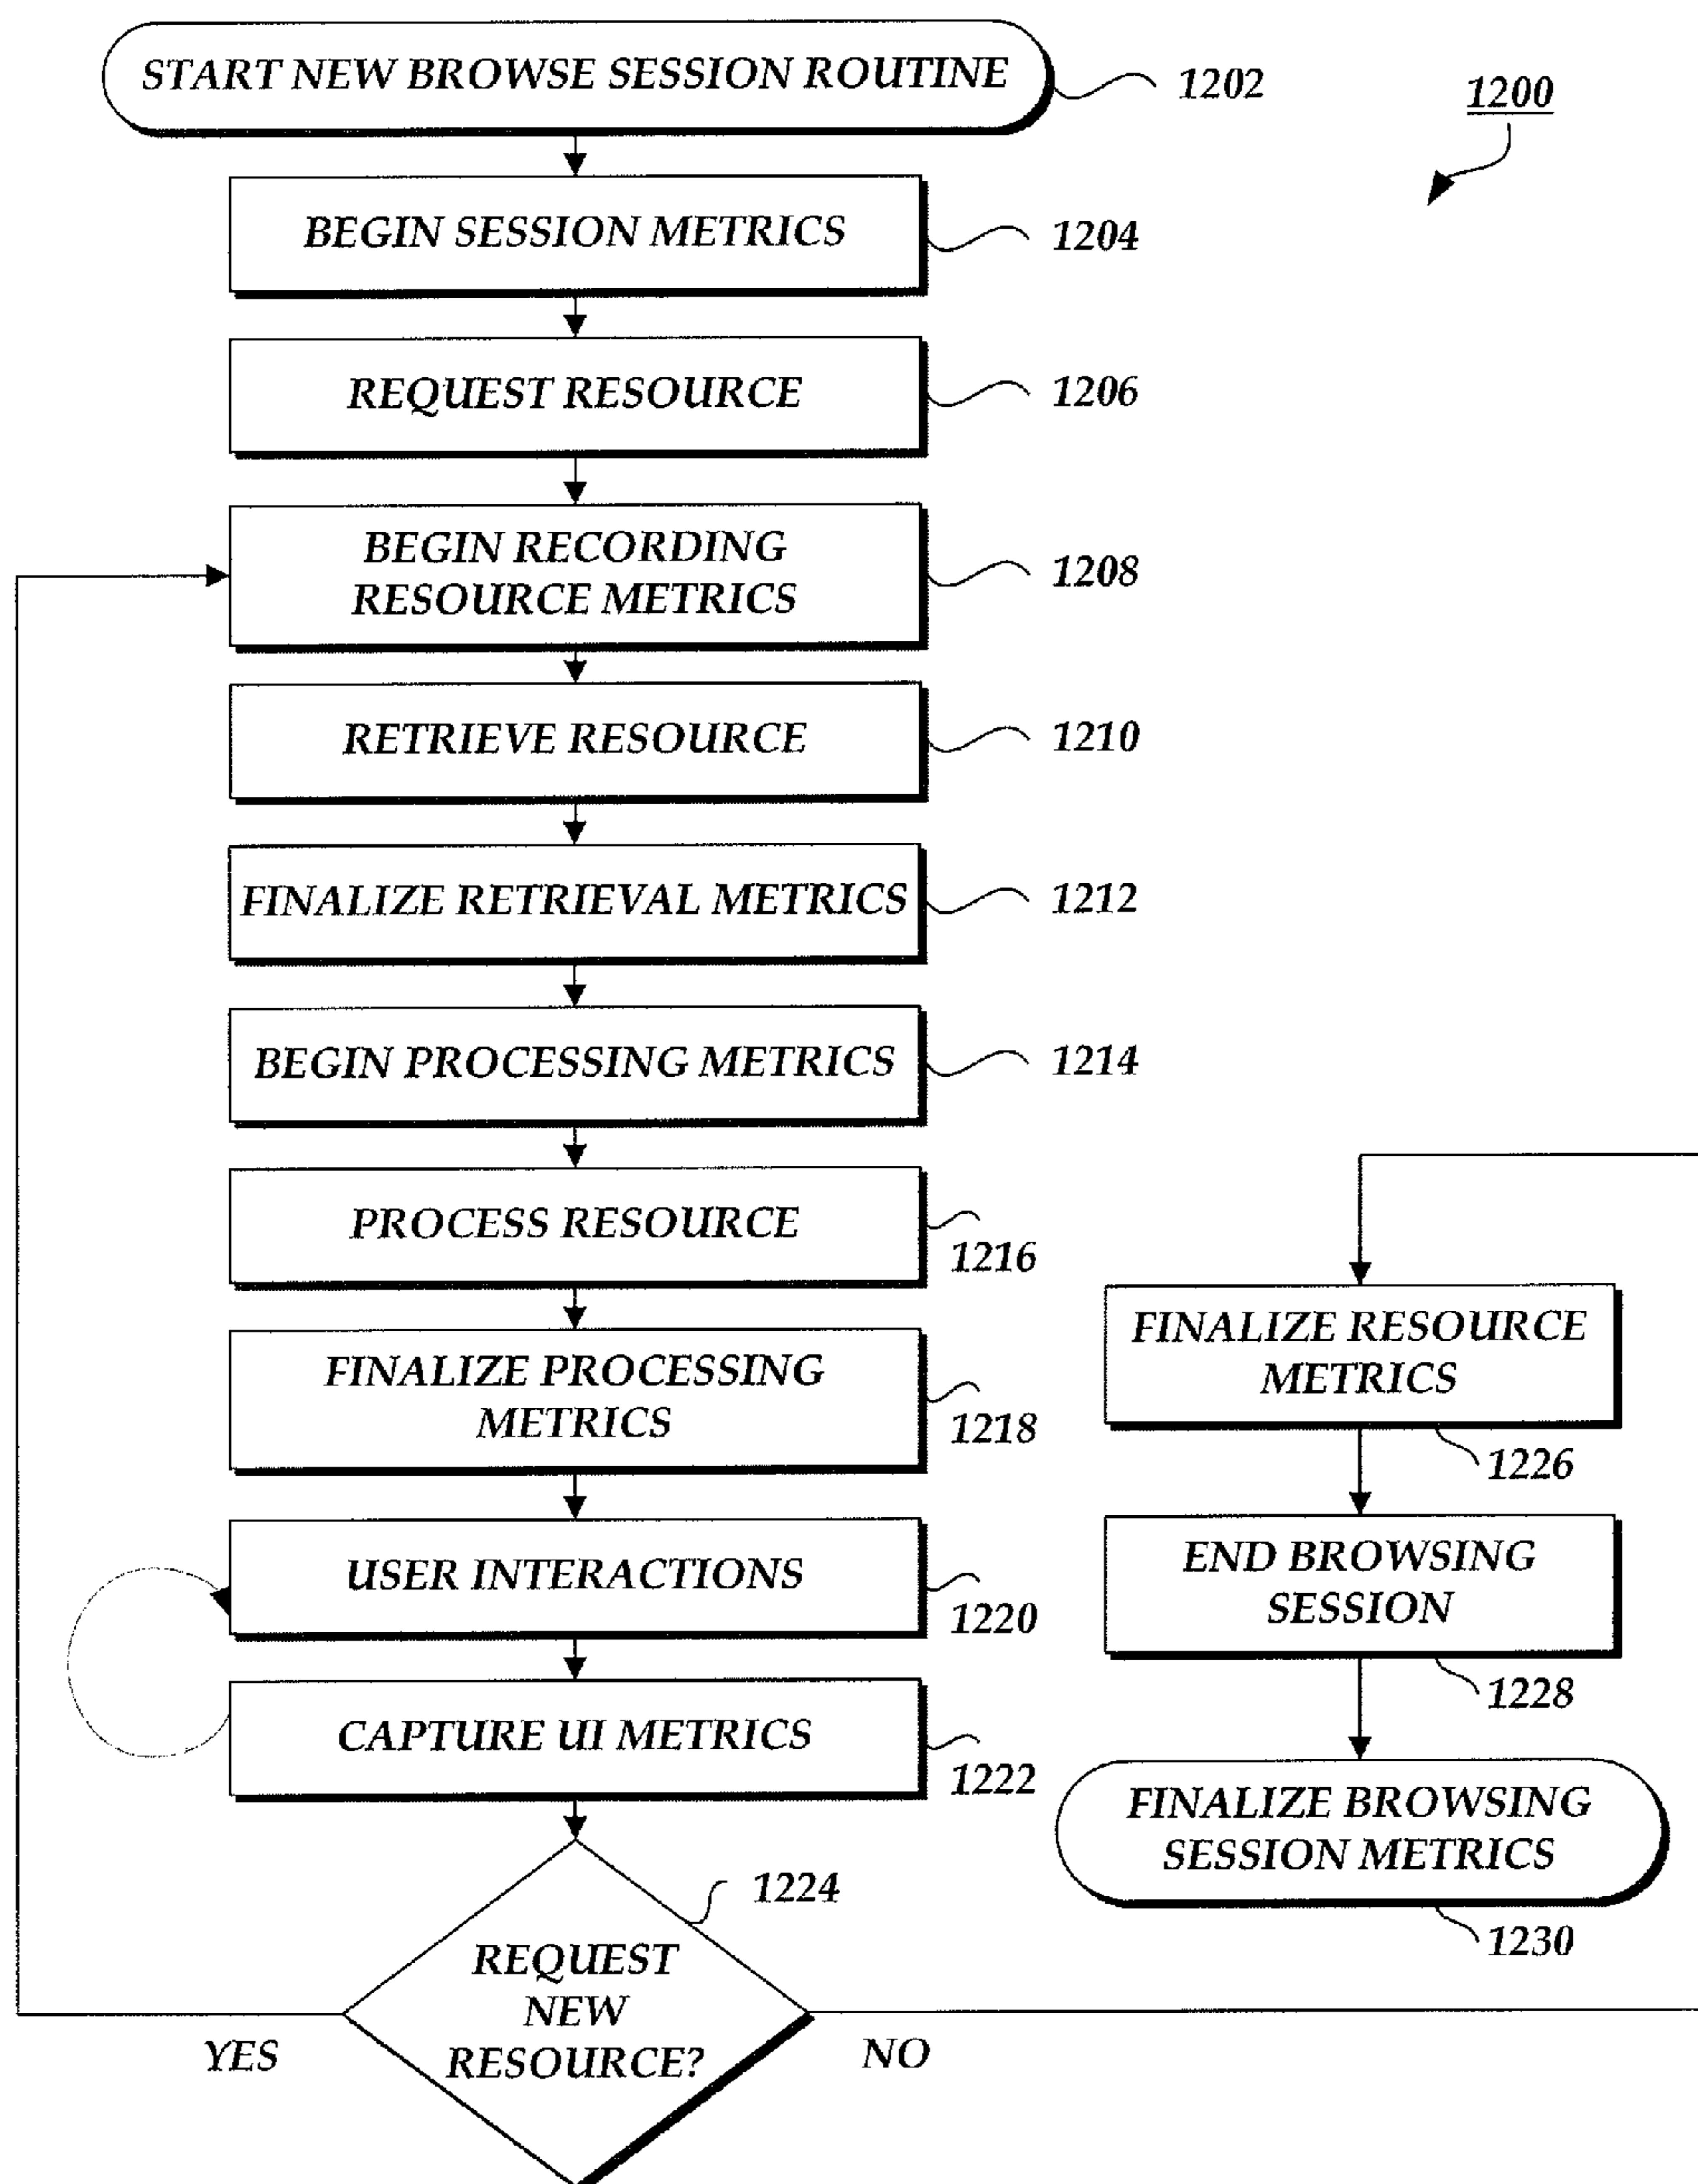 START NEW BROWSE SESSION ROUTINE
1202
1200
BEGIN SESSION METRICS
1204
REQUEST RESOURCE
1206
BEGIN RECORDING
RESOURCE METRICS
1208
RETRIEVE RESOURCE
1210
FINALIZE RETRIEVAL METRICS
1212
BEGIN PROCESSING METRICS
1214
PROCESS RESOURCE
1216
FINALIZE PROCESSING
METRICS
1218
USER INTERACTIONS
1220
CAPTURE UI METRICS
1222
1224
REQUEST
NEW
RESOURCE?
YES
NO
FINALIZE RESOURCE
METRICS
1226
END BROWSING
SESSION
1228
FINALIZE BROWSING
SESSION METRICS
1230